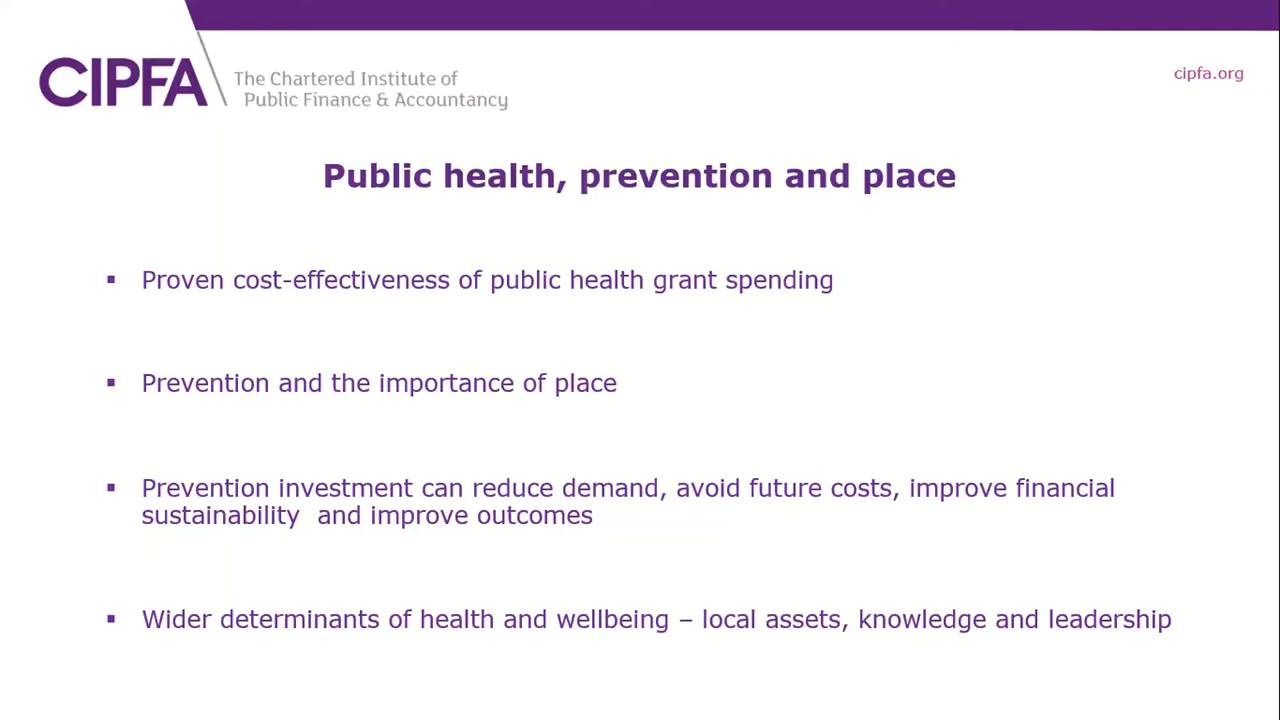 CIPFA
The Chartered Institute of
Public Finance & Accountancy
cipfa.org
Public health, prevention and place
▪ Proven cost-effectiveness of public health grant spending
▪ Prevention and the importance of place
▪ Prevention investment can reduce demand, avoid future costs, improve financial
sustainability  and improve outcomes
▪ Wider determinants of health and wellbeing – local assets, knowledge and leadership